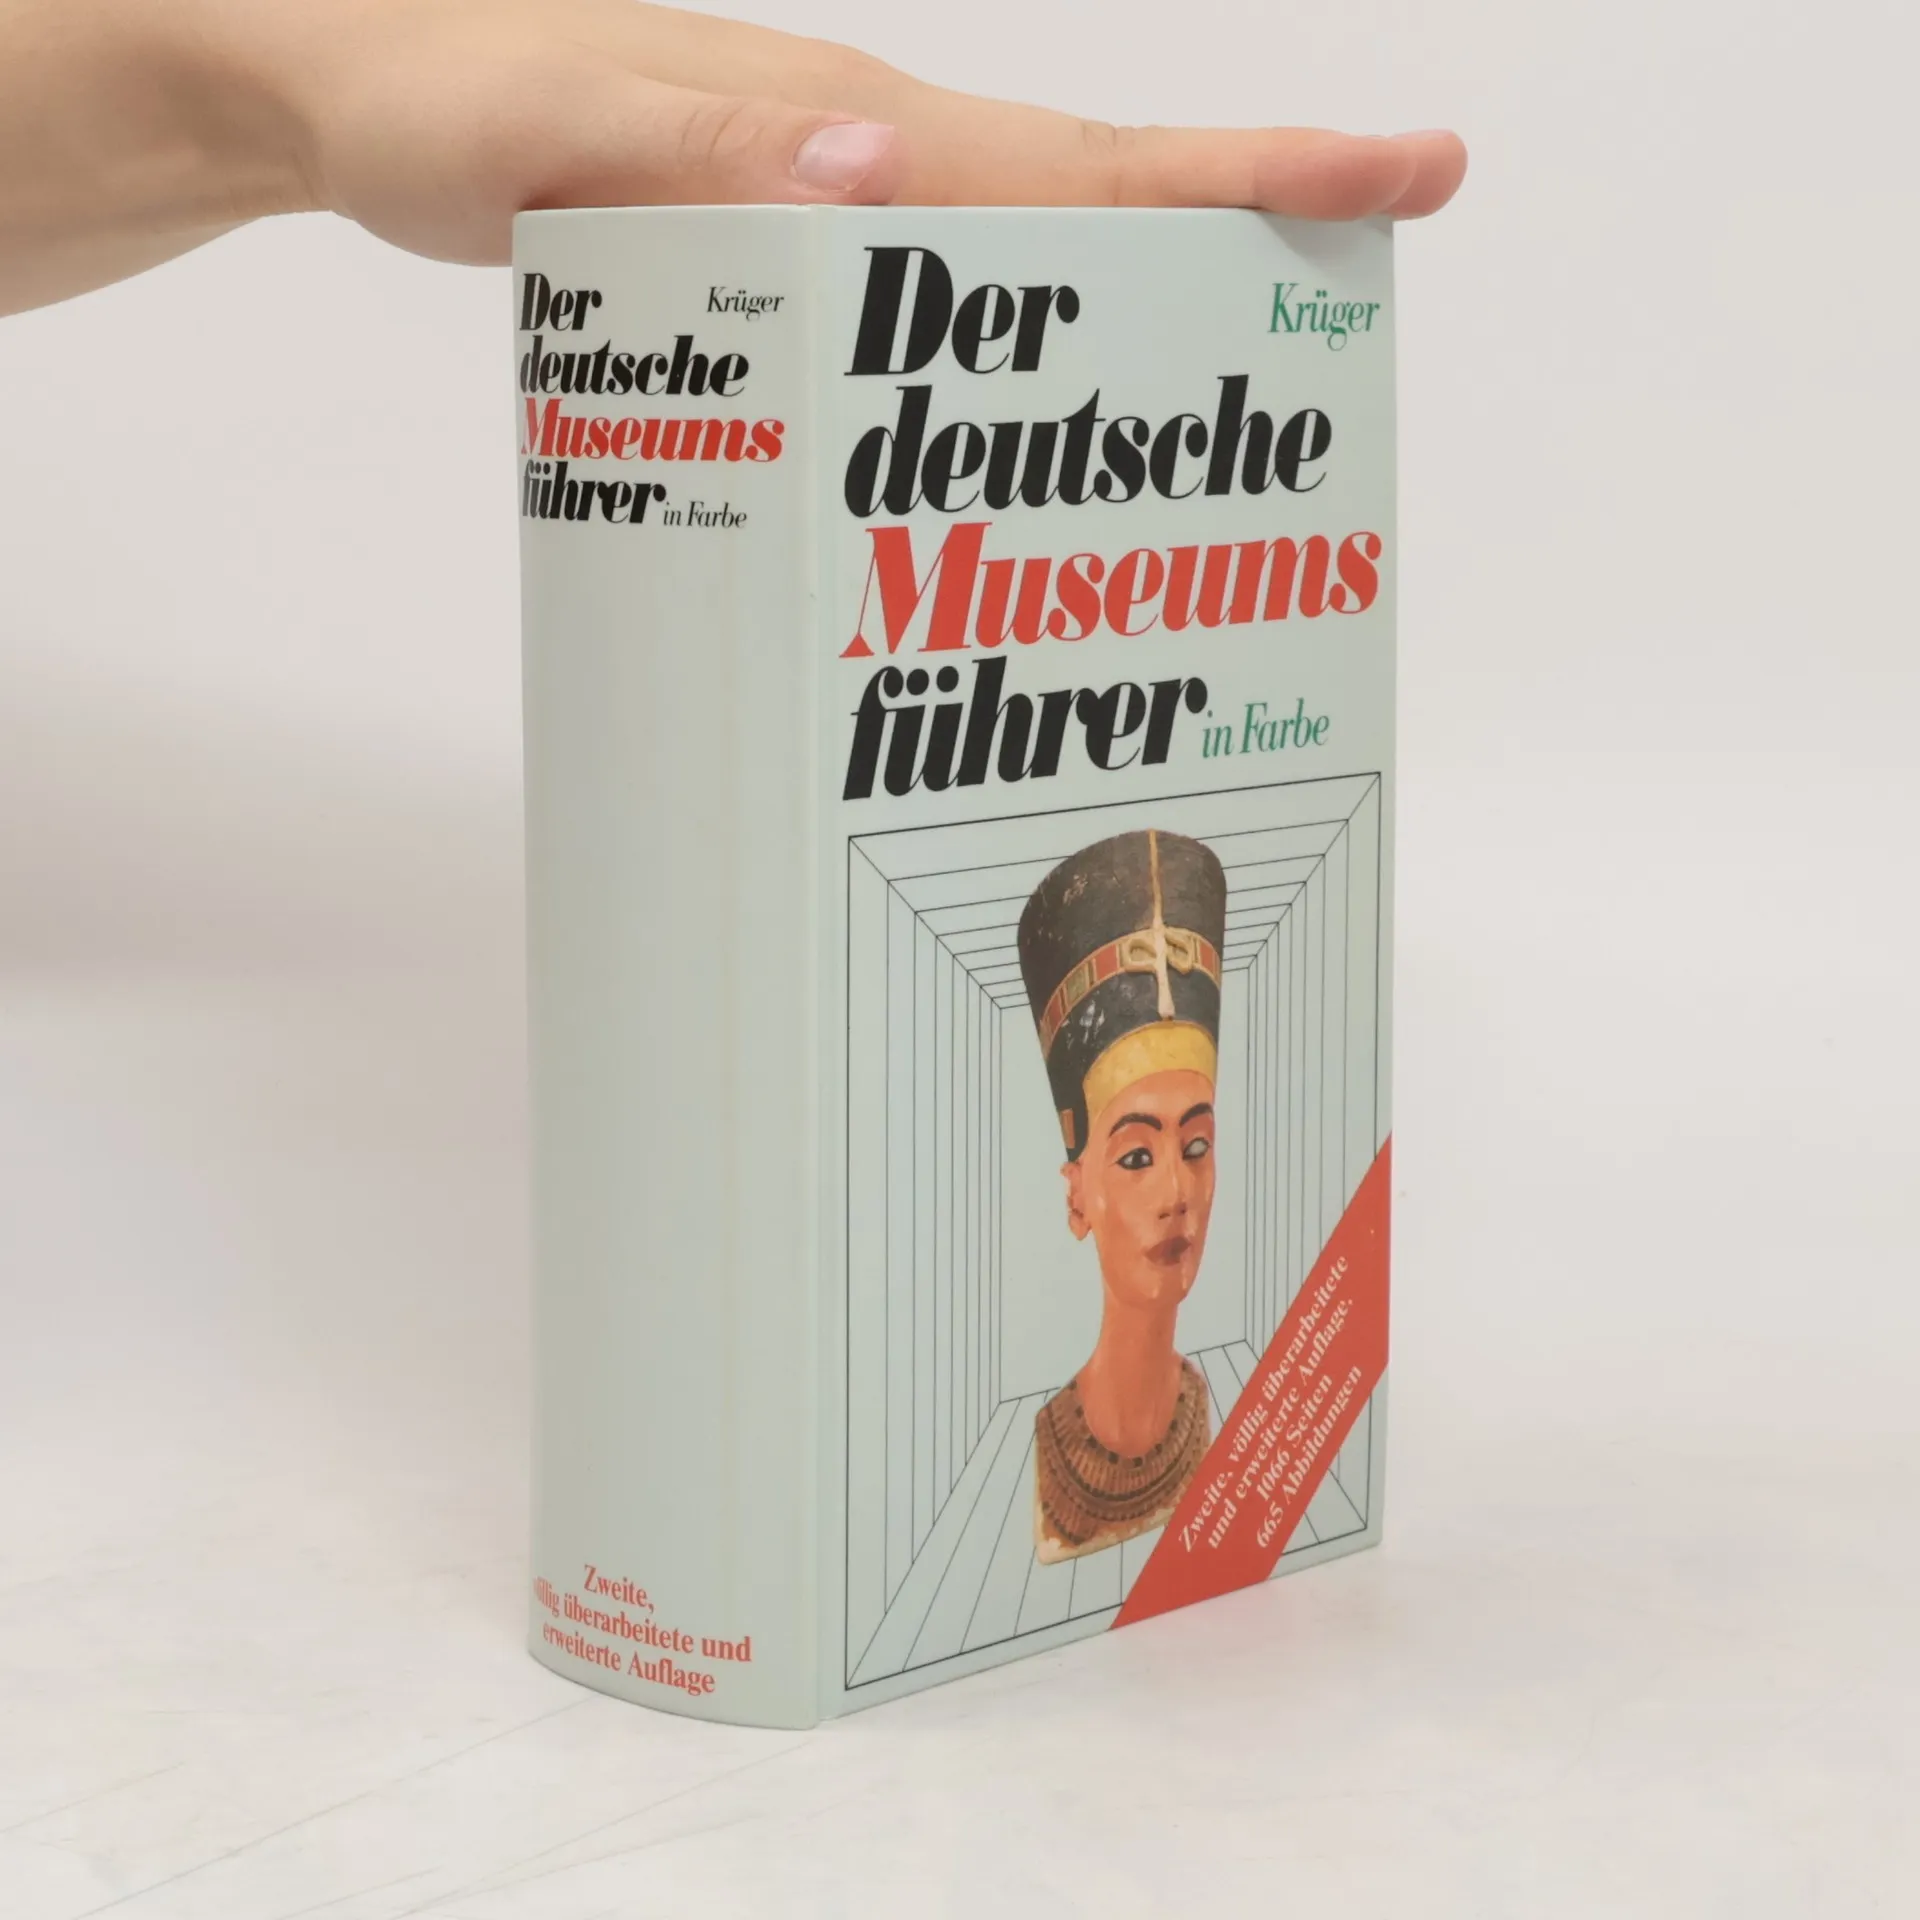 Der
Krüger
deutsche
Museums
führer in Farbe
Zweite,
völlig überarbeitete und
erweiterte Auflage
Der
Krüger
deutsche
Museums
führer in Farbe
Zweite, völlig überarbeitete
und erweiterte Auflage.
1066 Seiten
665 Abbildungen